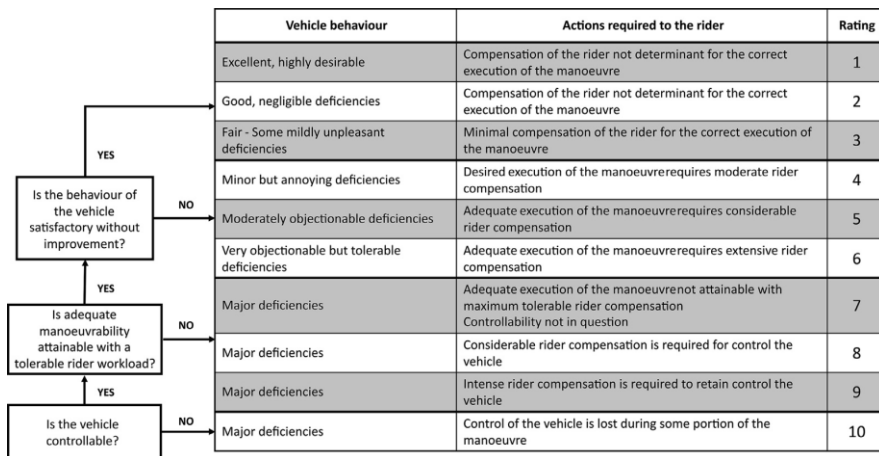 Vehicle behaviour
Actions required to the rider
Rating
Excellent, highly desirable
Compensation of the rider not determinant for the correct
execution of the manoeuvre
1
Good, negligible deficiencies
Compensation of the rider not determinant for the correct
execution of the manoeuvre
2
Fair - Some mildly unpleasant
deficiencies
Minimal compensation of the rider for the correct execution of
the manoeuvre
3
YES
Is the behaviour of
the vehicle
satisfactory without
improvement?
NO
Minor but annoying deficiencies
Desired execution of the manoeuvre requires moderate rider
compensation
4
Moderately objectionable deficiencies
Adequate execution of the manoeuvre requires considerable
rider compensation
5
Very objectionable but tolerable
deficiencies
Adequate execution of the manoeuvre requires extensive rider
compensation
6
YES
Is adequate
manoeuvrability
attainable with a
tolerable rider workload?
NO
Major deficiencies
Adequate execution of the manoeuvre not attainable with
maximum tolerable rider compensation
Controllability not in question
7
Major deficiencies
Considerable rider compensation is required for control the
vehicle
8
Major deficiencies
Intense rider compensation is required to retain control the
vehicle
9
YES
Is the vehicle
controllable?
NO
Major deficiencies
Control of the vehicle is lost during some portion of the
manoeuvre
10